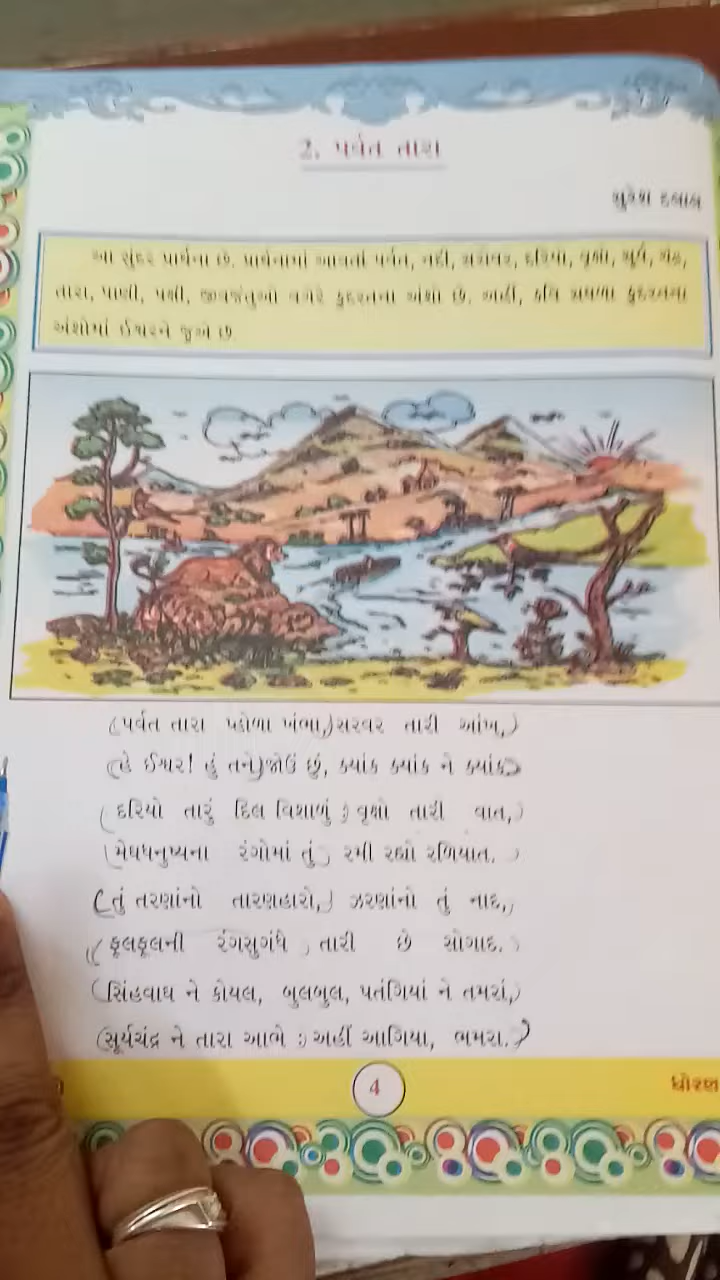 2. પર્વત તારા
સુરેશ દલાલ
આ સુંદર પ્રાર્થના છે. પ્રાર્થનામાં આવતાં પર્વત, નદી, સરોવર, દરિયો, વૃક્ષો, સૂર્ય, ચંદ્ર,
તારા, પાણી, પક્ષી, જીવજંતુઓ વગેરે કુદરતના અંશો છે. અહીં, કવિ સઘળા કુદરતના
અંશોમાં ઈશ્વરને જુએ છે
પર્વત તારા પહોળા ખંભા, સરવર તારી આંખ,
હે ઈશ્વર! હું તને જોઉં છું, ક્યાંક ક્યાંક ને ક્યાંક
દરિયો તારું દિલ વિશાળું ; વૃક્ષો તારી વાત,
મેઘધનુષ્યના રંગોમાં તું રમી રહ્યો રળિયાત.
તું તરણાંનો તારણહારો, ઝરણાંનો તું નાદ,
ફૂલફૂલની રંગસુગંધે તારી છે સોગાદ.
સિંહવાઘ ને કોયલ, બુલબુલ, પતંગિયાં ને તમરાં,
સૂર્યચંદ્ર ને તારા આભે : અહીં આગિયા, ભમરા.
4
ધોરણ